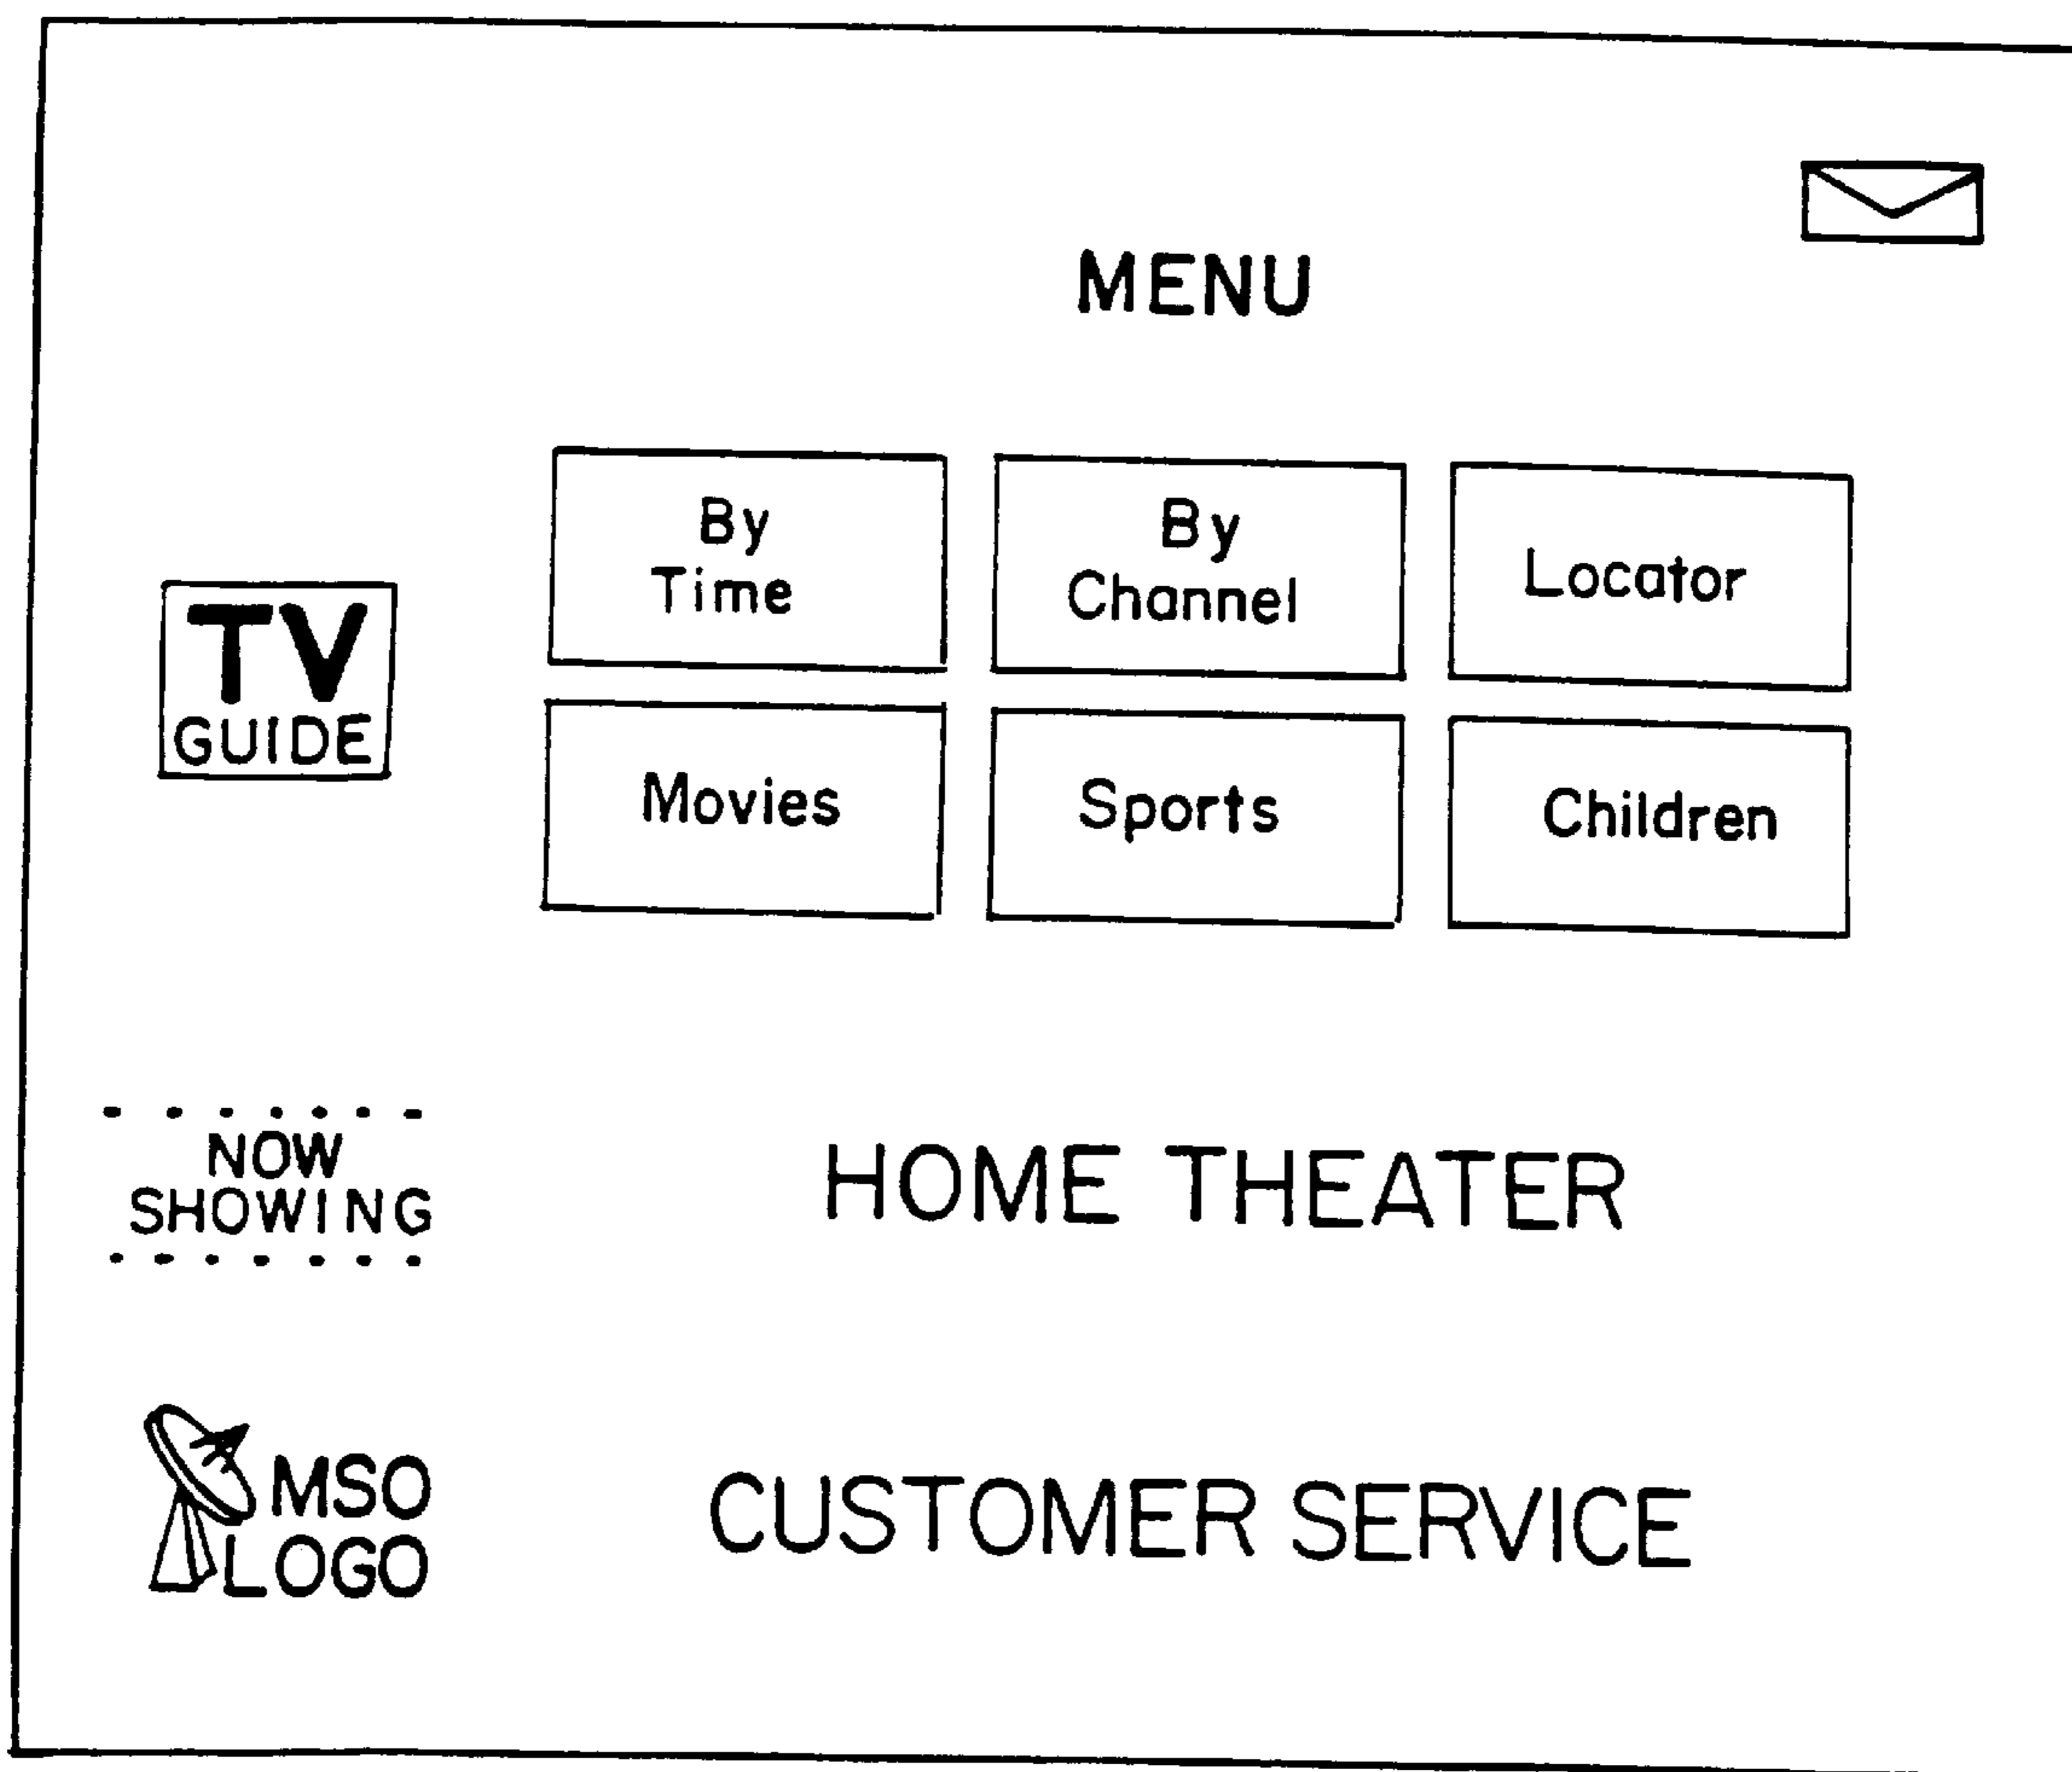 MENU
By
Time
By
Channel
Locator
TV
GUIDE
Movies
Sports
Children
NOW
SHOWING
HOME THEATER
MSO
LOGO
CUSTOMER SERVICE